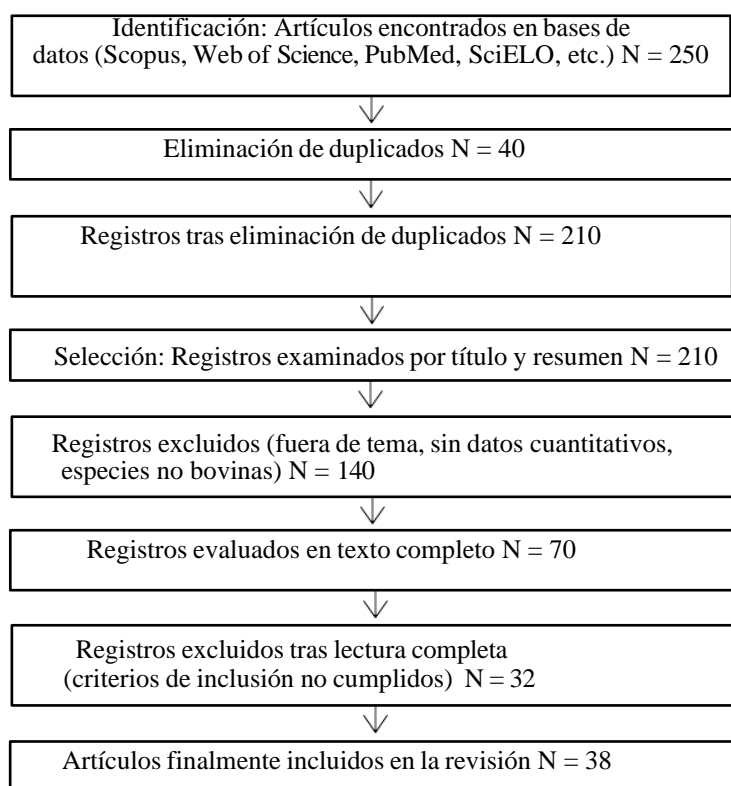 Identificación: Artículos encontrados en bases de
datos (Scopus, Web of Science, PubMed, SciELO, etc.) N = 250
Eliminación de duplicados N = 40
Registros tras eliminación de duplicados N = 210
Selección: Registros examinados por título y resumen N = 210
Registros excluidos (fuera de tema, sin datos cuantitativos,
especies no bovinas) N = 140
Registros evaluados en texto completo N = 70
Registros excluidos tras lectura completa
(criterios de inclusión no cumplidos) N = 32
Artículos finalmente incluidos en la revisión N = 38